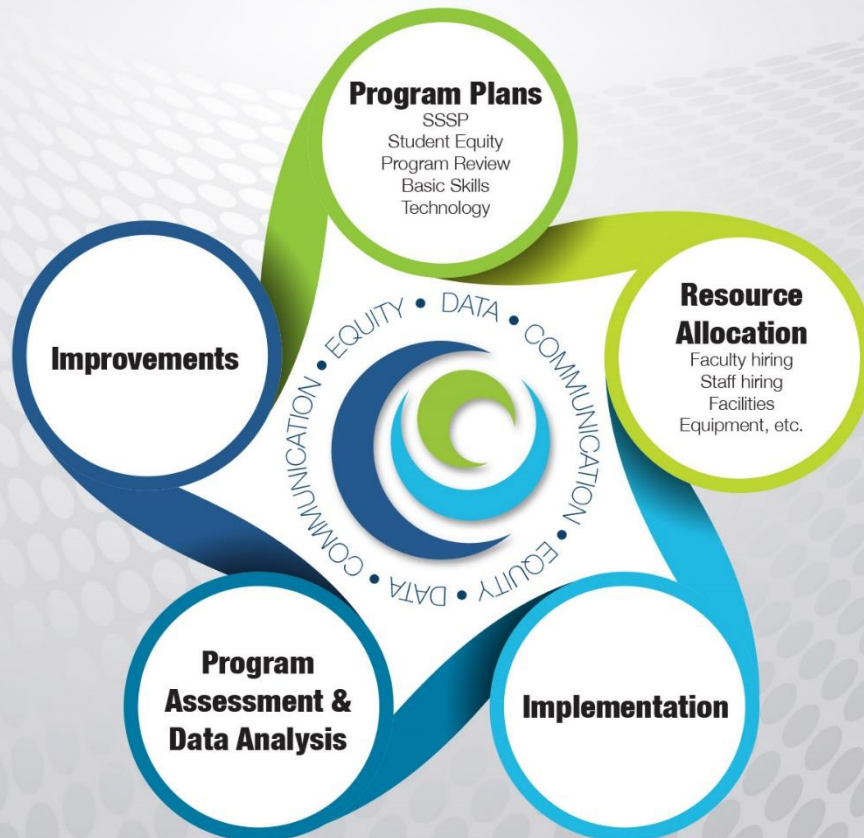 Program Plans
SSSP
Student Equity
Program Review
Basic Skills
Technology
Resource
Allocation
Faculty hiring
Staff hiring
Facilities
Equipment, etc.
Implementation
Program
Assessment &
Data Analysis
Improvements
EQUITY • DATA • COMMUNICATION • EQUITY • DATA • COMMUNICATION •